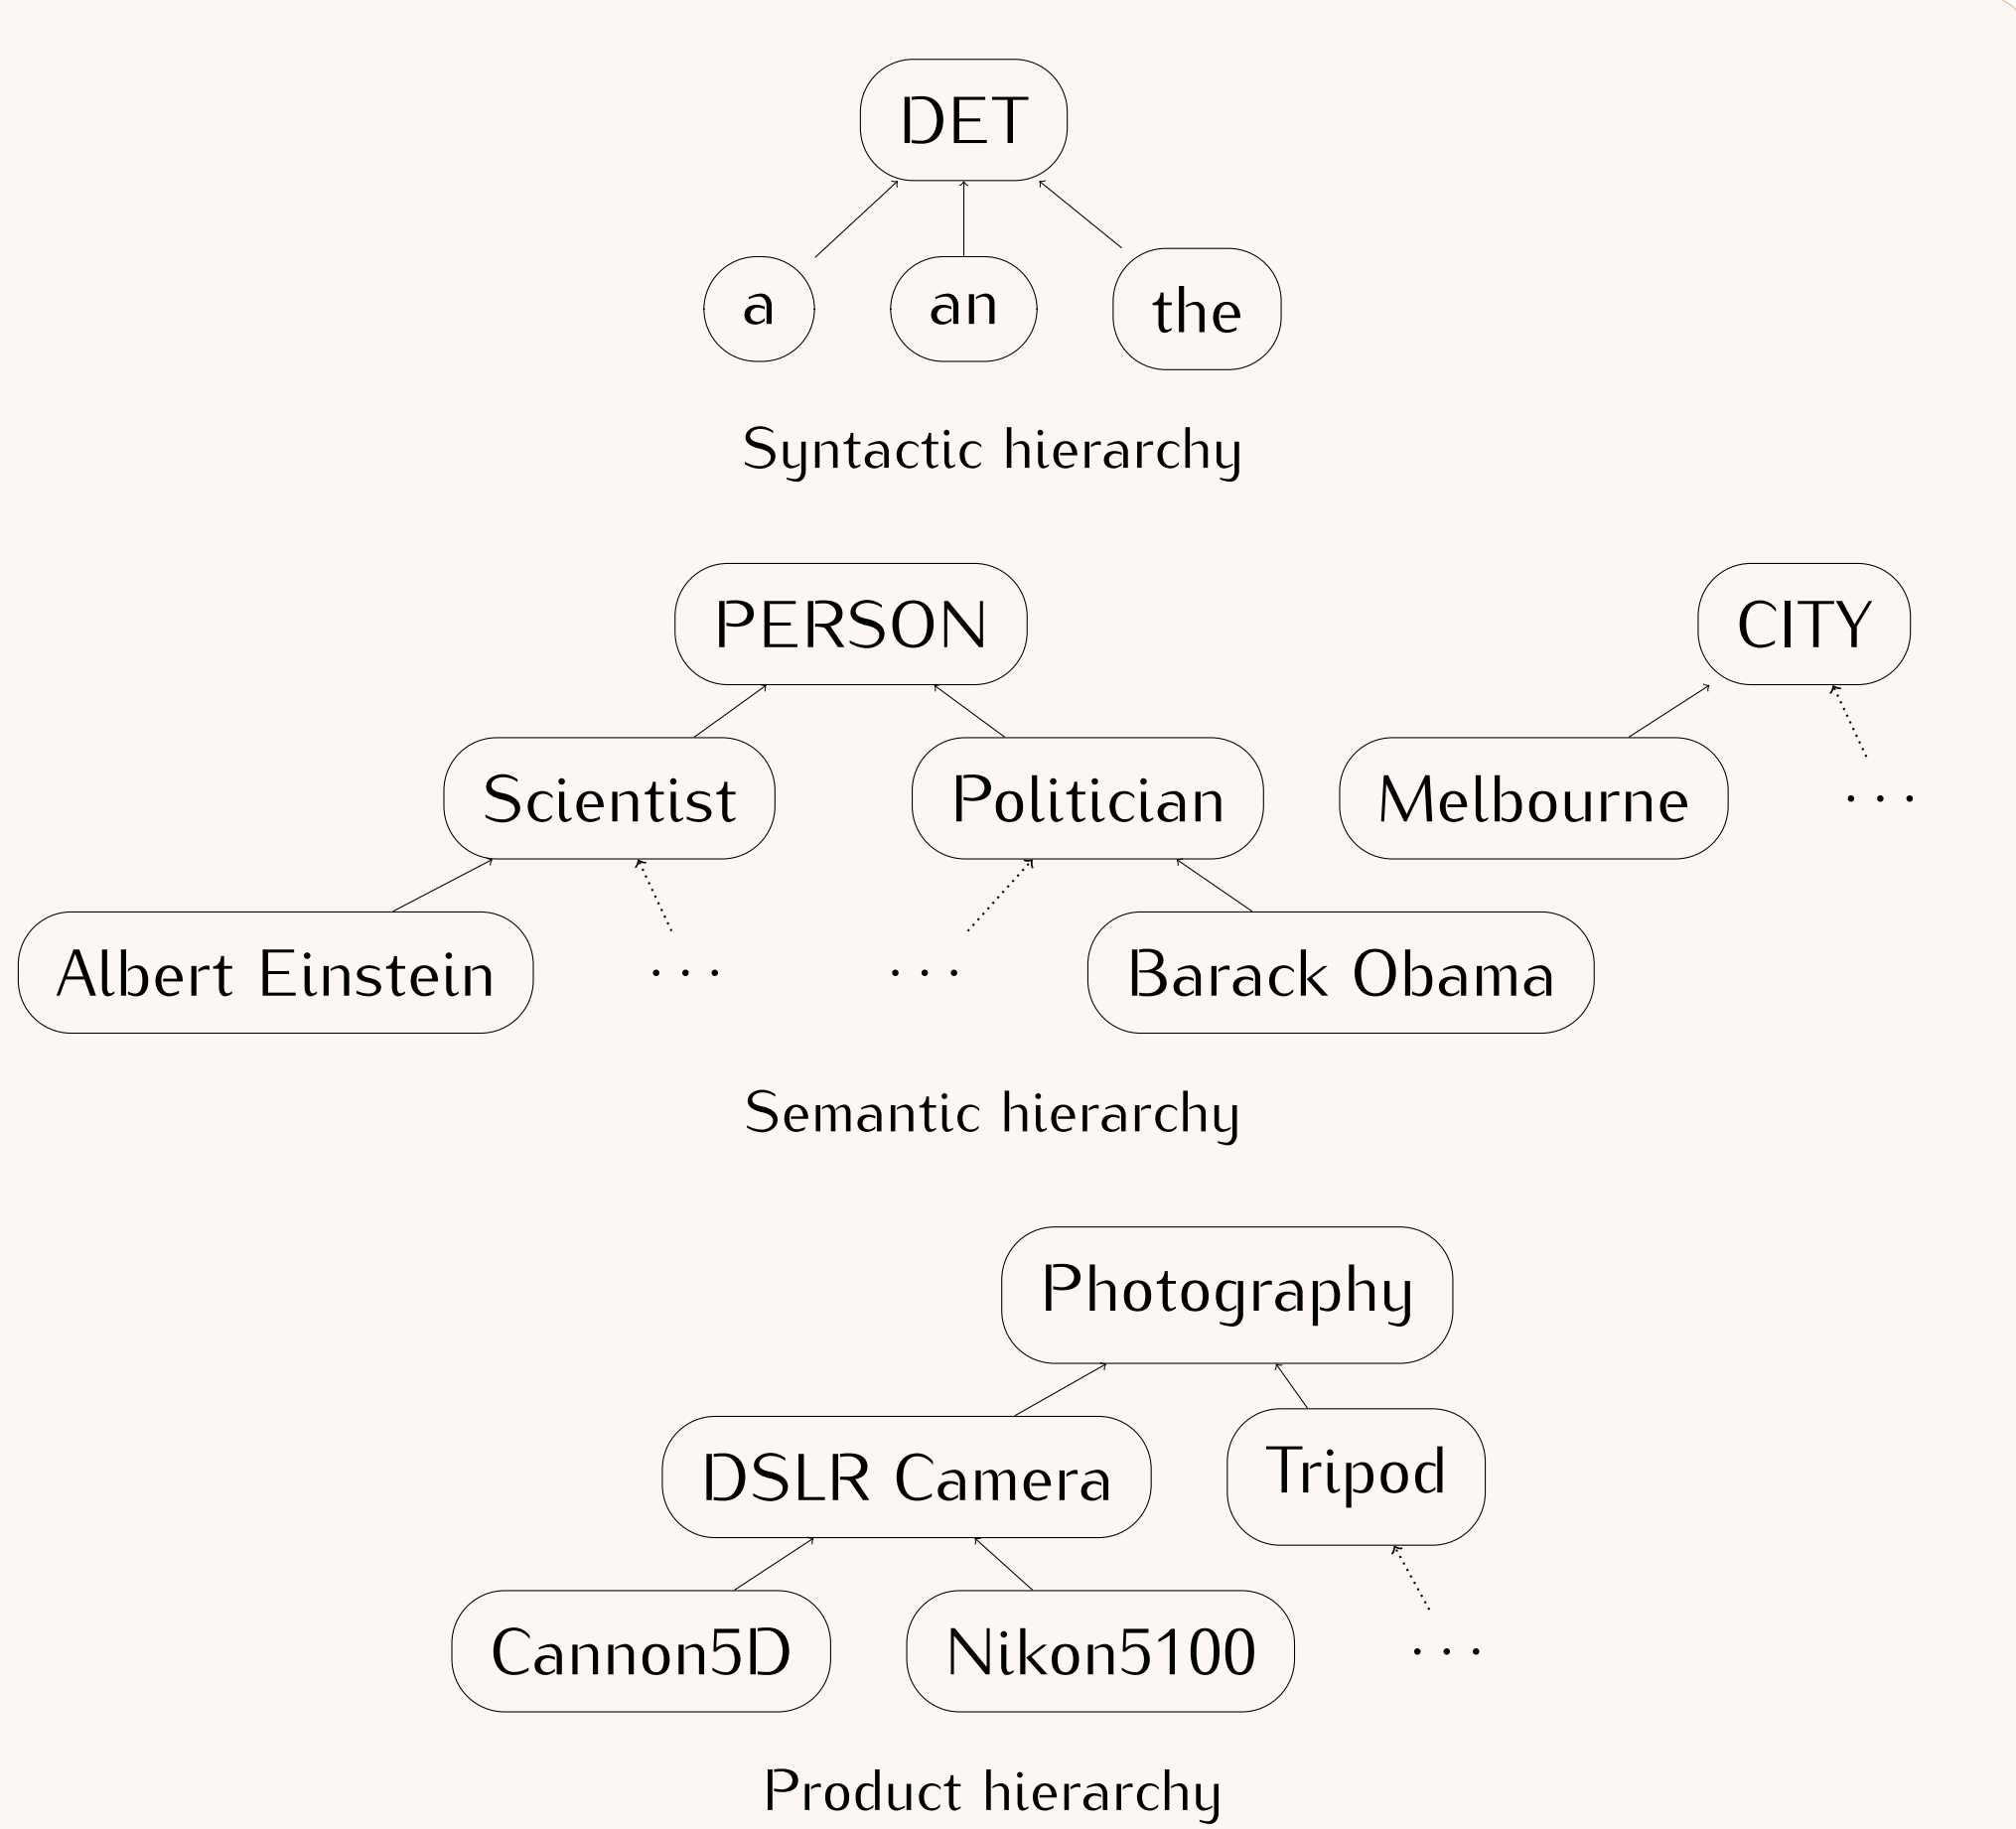 DET
a an the
Syntactic hierarchy
PERSON CITY
Scientist Politician Melbourne . . .
Albert Einstein . . . . . . Barack Obama
Semantic hierarchy
Photography
DSLR Camera Tripod
Cannon5D Nikon5100 . . .
Product hierarchy